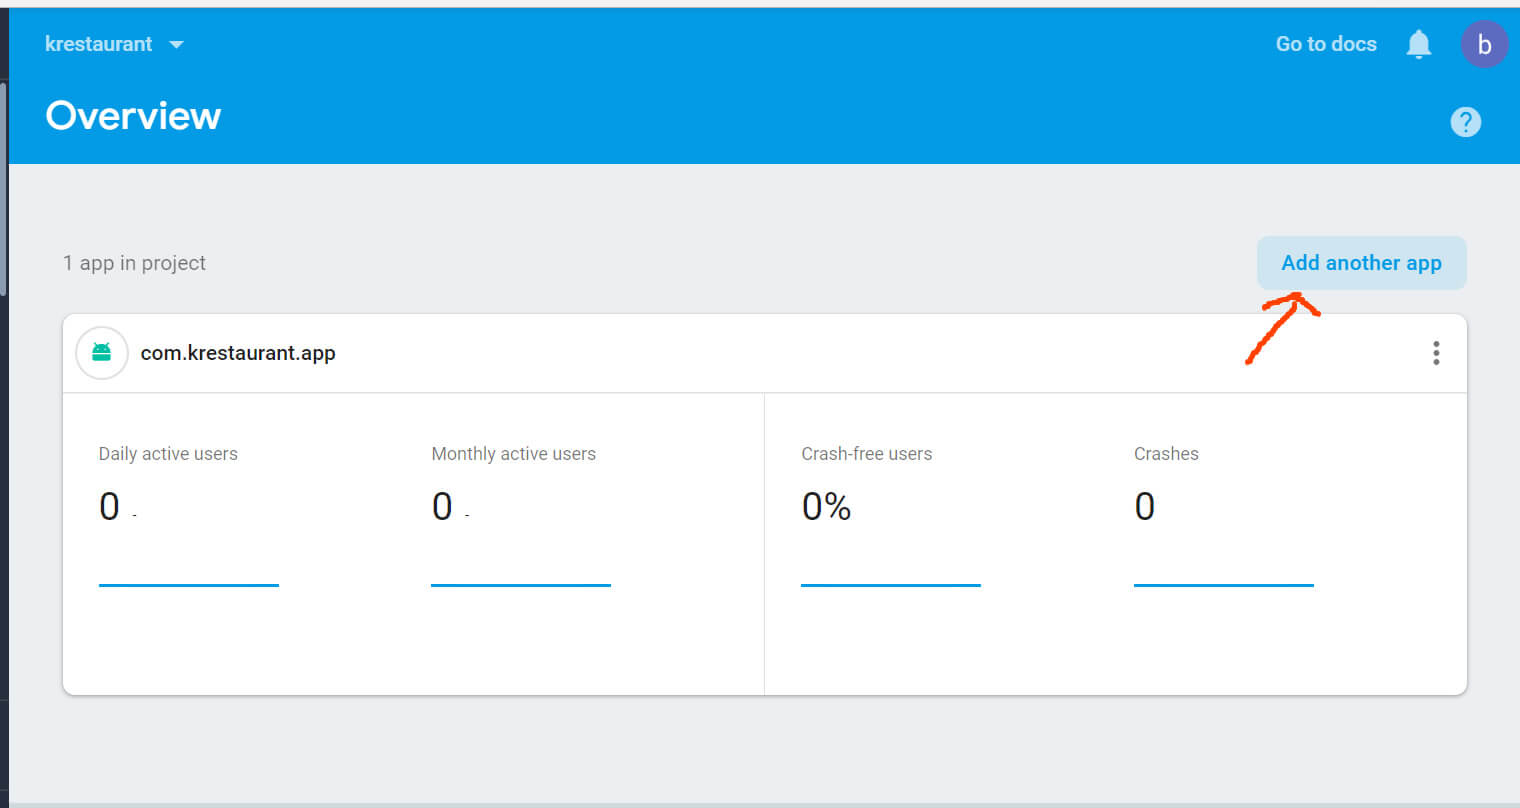 krestaurant
Go to docs
b
Overview
?
1 app in project
Add another app
com.krestaurant.app
Daily active users
Monthly active users
Crash-free users
Crashes
0 -
0 -
0%
0